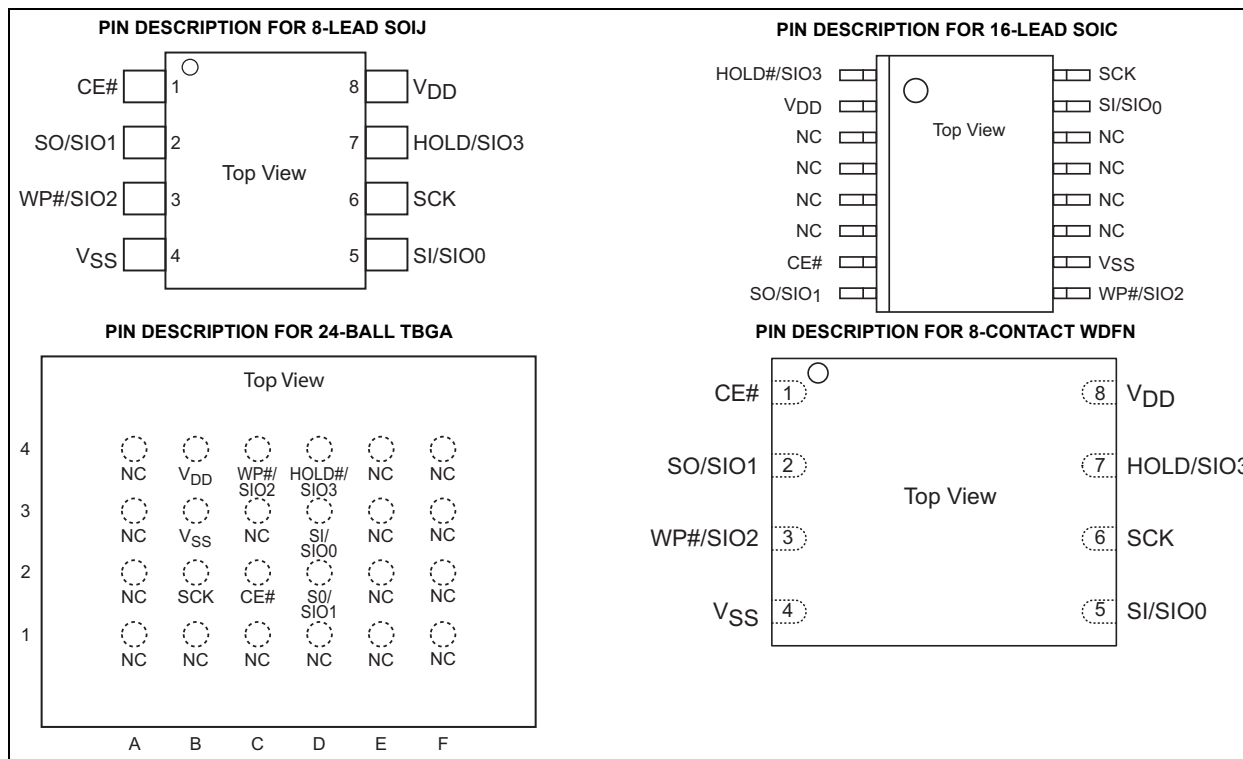 PIN DESCRIPTION FOR 8-LEAD SOIJ
CE# 1 8 VDD
SO/SIO1 2 7 HOLD/SIO3
Top View
WP#/SIO2 3 6 SCK
VSS 4 5 SI/SIO0
PIN DESCRIPTION FOR 16-LEAD SOIC
HOLD#/SIO3 SCK
VDD SI/SIO0
Top View
NC NC
NC NC
NC NC
NC NC
CE# VSS
SO/SIO1 WP#/SIO2
PIN DESCRIPTION FOR 24-BALL TBGA
Top View
4
NC VDD WP#/ HOLD#/ NC NC
SIO2 SIO3
3
NC VSS NC SI/ NC NC
SIO0
2
NC SCK CE# S0/ NC NC
SIO1
1
NC NC NC NC NC NC
A B C D E F
PIN DESCRIPTION FOR 8-CONTACT WDFN
CE# 1 8 VDD
SO/SIO1 2 7 HOLD/SIO3
Top View
WP#/SIO2 3 6 SCK
VSS 4 5 SI/SIO0